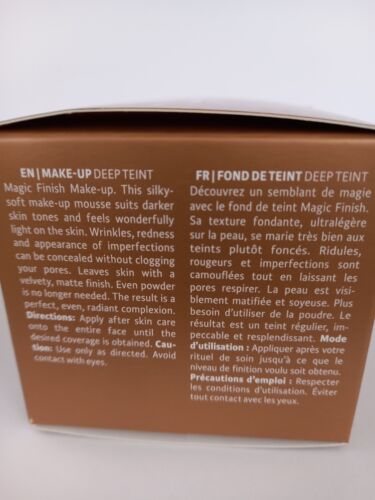 EN | MAKE-UP DEEP TEINT
Magic Finish Make-up. This silky-
soft make-up mousse suits darker
skin tones and feels wonderfully
light on the skin. Wrinkles, redness
and appearance of imperfections
can be concealed without clogging
your pores. Leaves skin with a
velvety, matte finish. Even powder
is no longer needed. The result is a
perfect, even, radiant complexion.
Directions: Apply after skin care
onto the entire face until the
desired coverage is obtained. Cau-
tion: Use only as directed. Avoid
contact with eyes.
FR | FOND DE TEINT DEEP TEINT
Découvrez un semblant de magie
avec le fond de teint Magic Finish.
Sa texture fondante, ultralégère
sur la peau, se marie très bien aux
teints plutôt foncés. Ridules,
rougeurs et imperfections sont
camouflées tout en laissant les
pores respirer. La peau est visi-
blement matifiée et soyeuse. Plus
besoin d'utiliser de la poudre. Le
résultat est un teint régulier, im-
peccable et resplendissant. Mode
d'utilisation : Appliquer après votre
rituel de soin jusqu'à ce que le
niveau de finition voulu soit obtenu.
Précautions d'emploi : Respecter
les conditions d'utilisation. Éviter
tout contact avec les yeux.